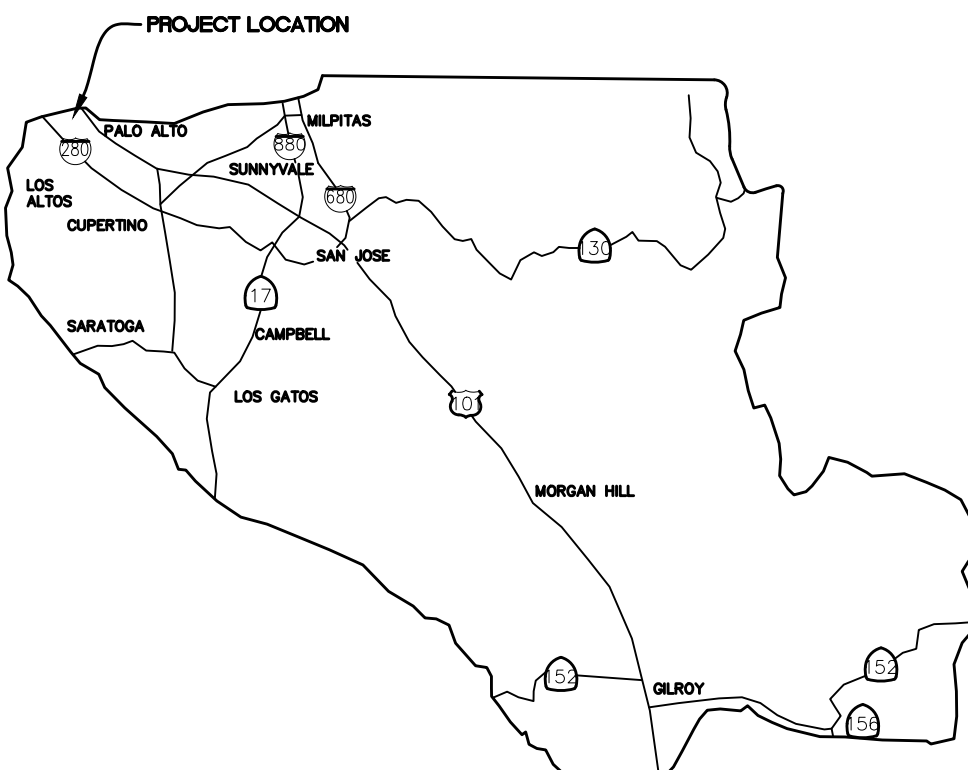 PROJECT LOCATION
MILPITAS
PALO ALTO
880
280
SUNNYVALE
LOS
ALTOS
680
CUPERTINO
130
SAN JOSE
17
SARATOGA
CAMPBELL
LOS GATOS
101
MORGAN HILL
152
152
GILROY
156